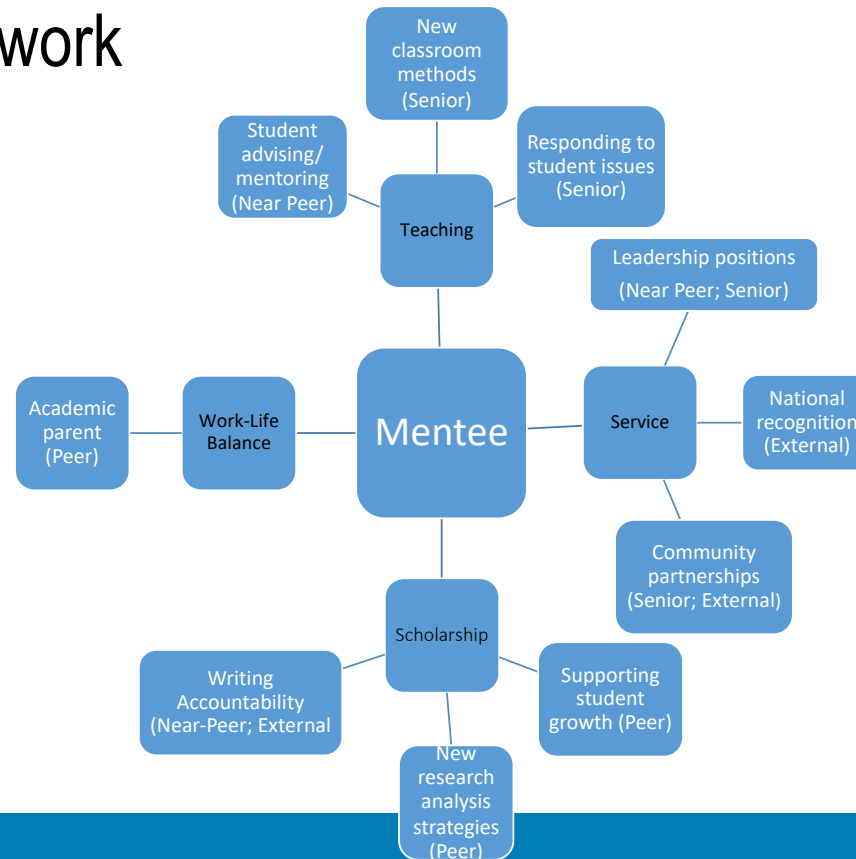 work
New
classroom
methods
(Senior)
Student
advising/
mentoring
(Near Peer)
Responding to
student issues
(Senior)
Teaching
Leadership positions
(Near Peer; Senior)
Academic
parent
(Peer)
Work-Life
Balance
Mentee
Service
National
recognition
(External)
Community
partnerships
(Senior; External)
Scholarship
Writing
Accountability
(Near-Peer; External
Supporting
student
growth (Peer)
New
research
analysis
strategies
(Peer)